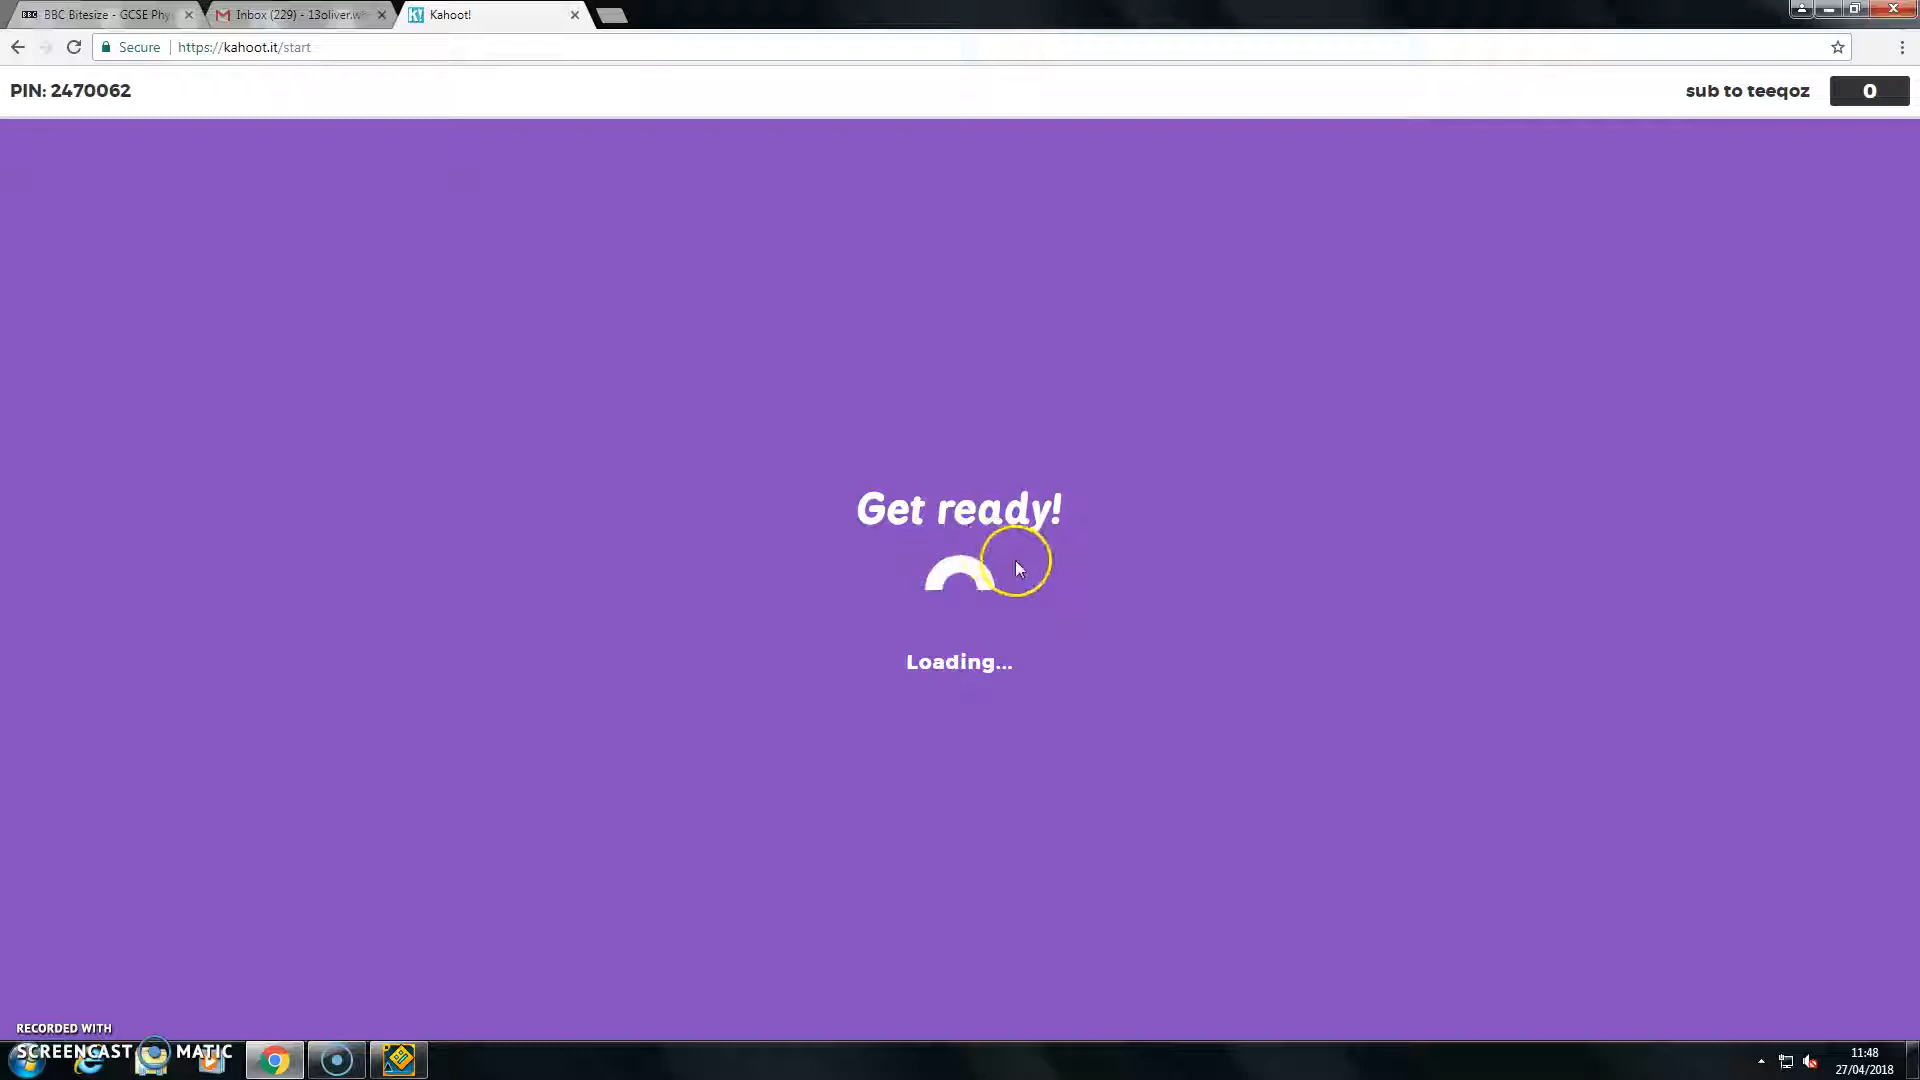 BBC Bitesize - GCSE Phy
Inbox (229) - 13oliver.w
Kahoot!
Secure
https://kahoot.it/start
PIN: 2470062
sub to teeqoz
0
Get ready!
Loading...
RECORDED WITH
SCREENCAST MATIC
11:48
27/04/2018